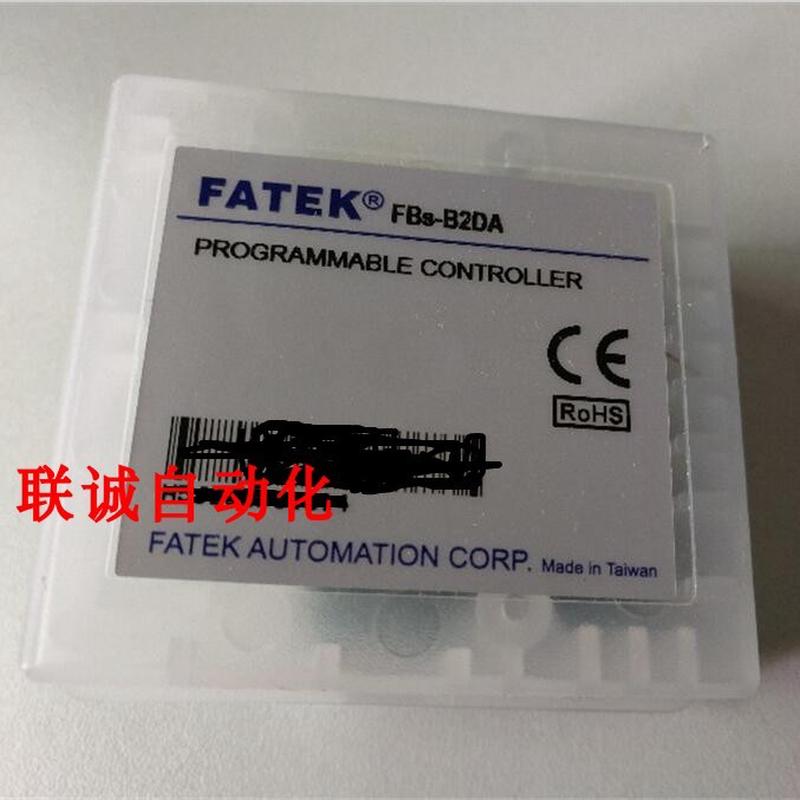 FATEK® FBs-B2DA
PROGRAMMABLE CONTROLLER
CE
RoHS
联诚自动化
FATEK AUTOMATION CORP. Made in Taiwan